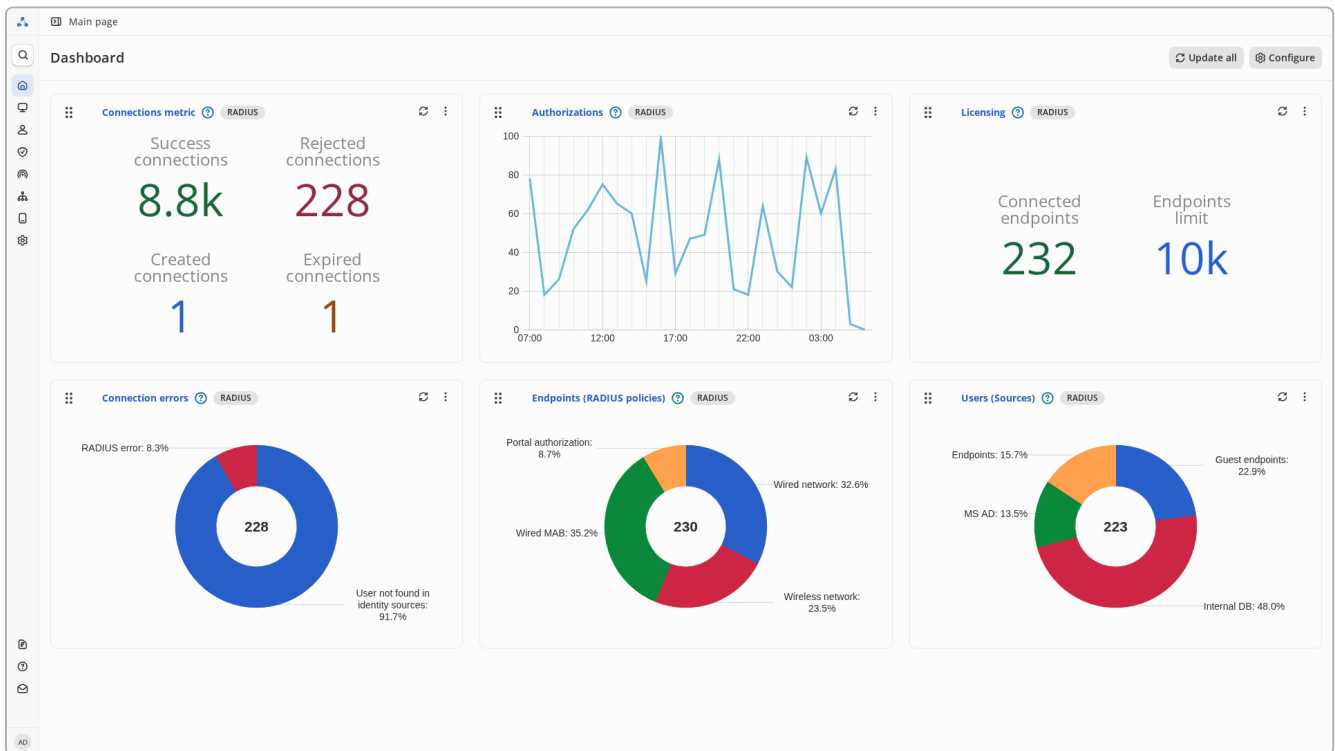 Main page
Dashboard
Update all
Configure
Connections metric
RADIUS
Success
connections
8.8k
Rejected
connections
228
Created
connections
1
Expired
connections
1
Authorizations
RADIUS
100
80
60
40
20
0
07:00
12:00
17:00
22:00
03:00
Licensing
RADIUS
Connected
endpoints
232
Endpoints
limit
10k
Connection errors
RADIUS
RADIUS error: 8.3%
228
User not found in
identity sources:
91.7%
Endpoints (RADIUS policies)
RADIUS
Portal authorization:
8.7%
Wired network: 32.6%
Wired MAB: 35.2%
230
Wireless network:
23.5%
Users (Sources)
RADIUS
Endpoints: 15.7%
Guest endpoints:
22.9%
MS AD: 13.5%
223
Internal DB: 48.0%
AD